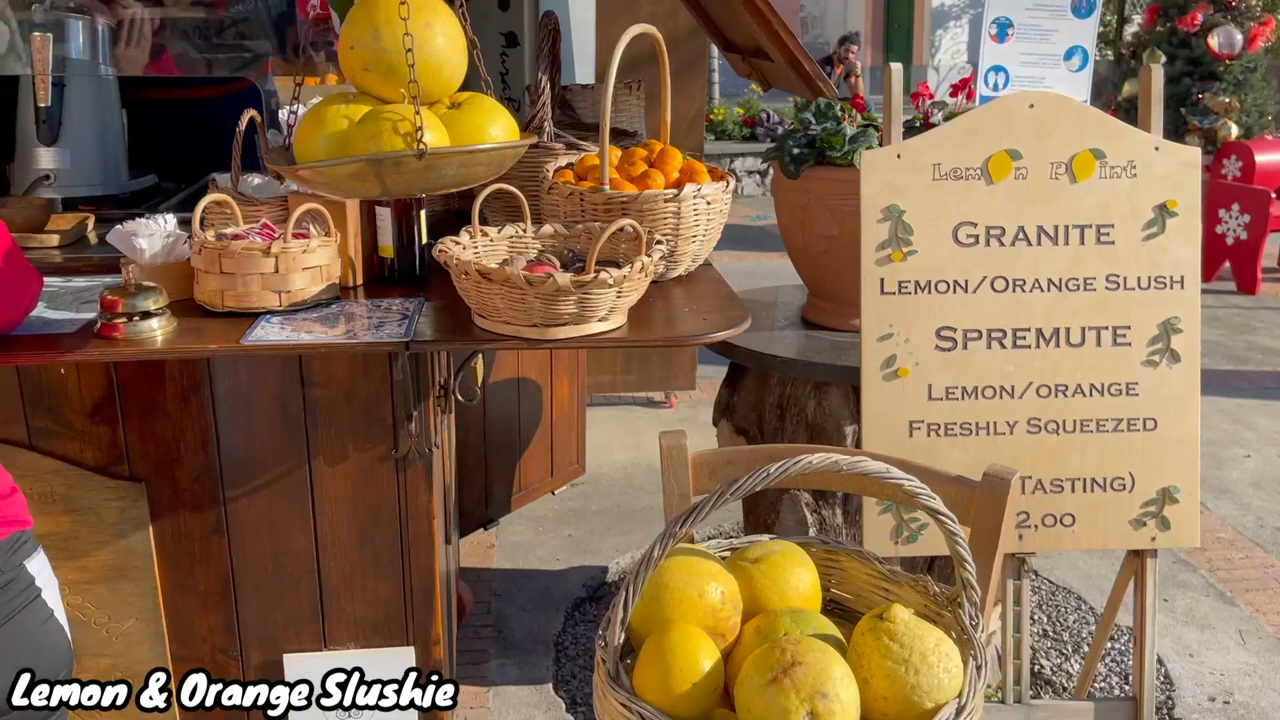 Lemon Point
GRANITE
LEMON/ORANGE SLUSH
SPREMUTE
LEMON/ORANGE
FRESHLY SQUEEZED
TASTING)
2,00
Lemon & Orange Slushie